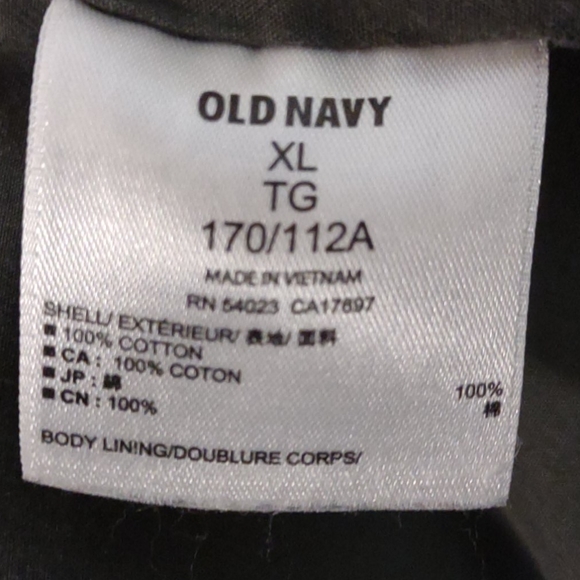 OLD NAVY
XL
TG
170/112A
MADE IN VIETNAM
RN 54023 CA17897
SHELL/ EXTÉRIEUR/ 表地/ 面料
■ 100% COTTON
■ CA : 100% COTON
■ JP : 綿 100%
■ CN : 100% 棉
BODY LINING/DOUBLURE CORPS/